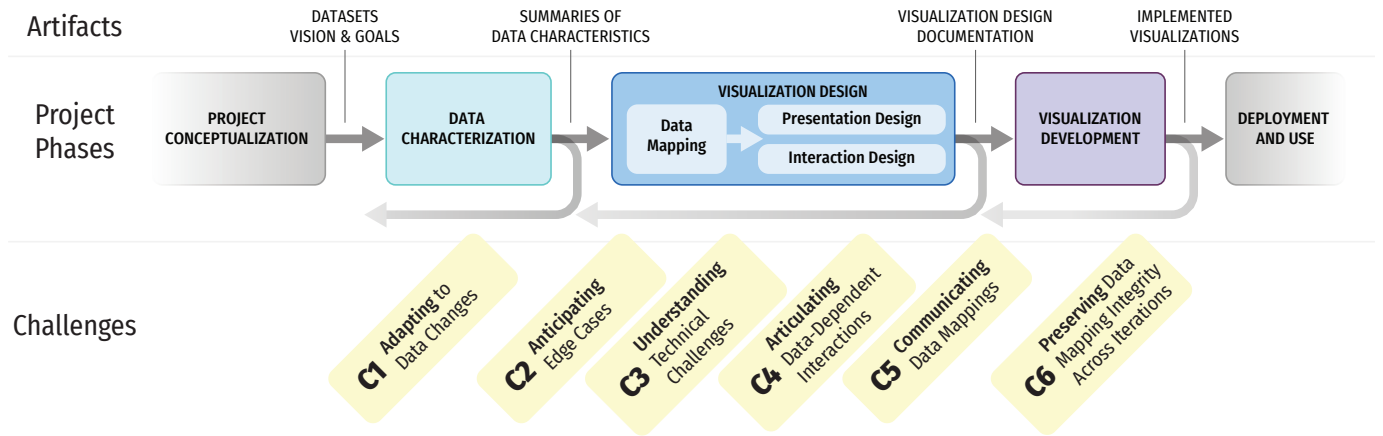 Artifacts
DATASETS
VISION & GOALS
SUMMARIES OF
DATA CHARACTERISTICS
VISUALIZATION DESIGN
DOCUMENTATION
IMPLEMENTED
VISUALIZATIONS
Project
Phases
PROJECT
CONCEPTUALIZATION
DATA
CHARACTERIZATION
VISUALIZATION DESIGN
Data
Mapping
Presentation Design
Interaction Design
VISUALIZATION
DEVELOPMENT
DEPLOYMENT
AND USE
Challenges
C1 Adapting to
Data Changes
C2 Anticipating
Edge Cases
C3 Understanding
Technical
Challenges
C4 Articulating
Data-Dependent
Interactions
C5 Communicating
Data Mappings
C6 Preserving Data
Mapping Integrity
Across Iterations